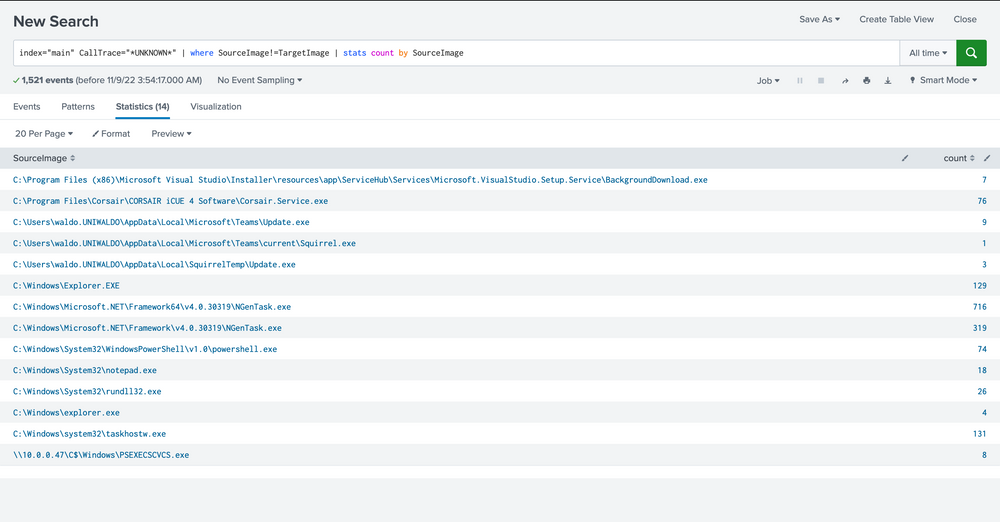 New Search
Save As Create Table View Close
index="main" CallTrace="*UNKNOWN*" | where SourceImage!=TargetImage | stats count by SourceImage
All time
1,521 events (before 11/9/22 3:54:17.000 AM) No Event Sampling
Job Smart Mode
Events Patterns Statistics (14) Visualization
20 Per Page Format Preview
SourceImage count
C:\Program Files (x86)\Microsoft Visual Studio\Installer\resources\app\ServiceHub\Services\Microsoft.VisualStudio.Setup.Service\BackgroundDownload.exe 7
C:\Program Files\Corsair\CORSAIR iCUE 4 Software\Corsair.Service.exe 76
C:\Users\waldo.UNIWALDO\AppData\Local\Microsoft\Teams\Update.exe 9
C:\Users\waldo.UNIWALDO\AppData\Local\Microsoft\Teams\current\Squirrel.exe 1
C:\Users\waldo.UNIWALDO\AppData\Local\SquirrelTemp\Update.exe 3
C:\Windows\Explorer.EXE 129
C:\Windows\Microsoft.NET\Framework64\v4.0.30319\NGenTask.exe 716
C:\Windows\Microsoft.NET\Framework\v4.0.30319\NGenTask.exe 319
C:\Windows\System32\WindowsPowerShell\v1.0\powershell.exe 74
C:\Windows\System32\notepad.exe 18
C:\Windows\System32\rundll32.exe 26
C:\Windows\explorer.exe 4
C:\Windows\system32\taskhostw.exe 131
\\10.0.0.47\C$\Windows\PSEXECSCVCS.exe 8